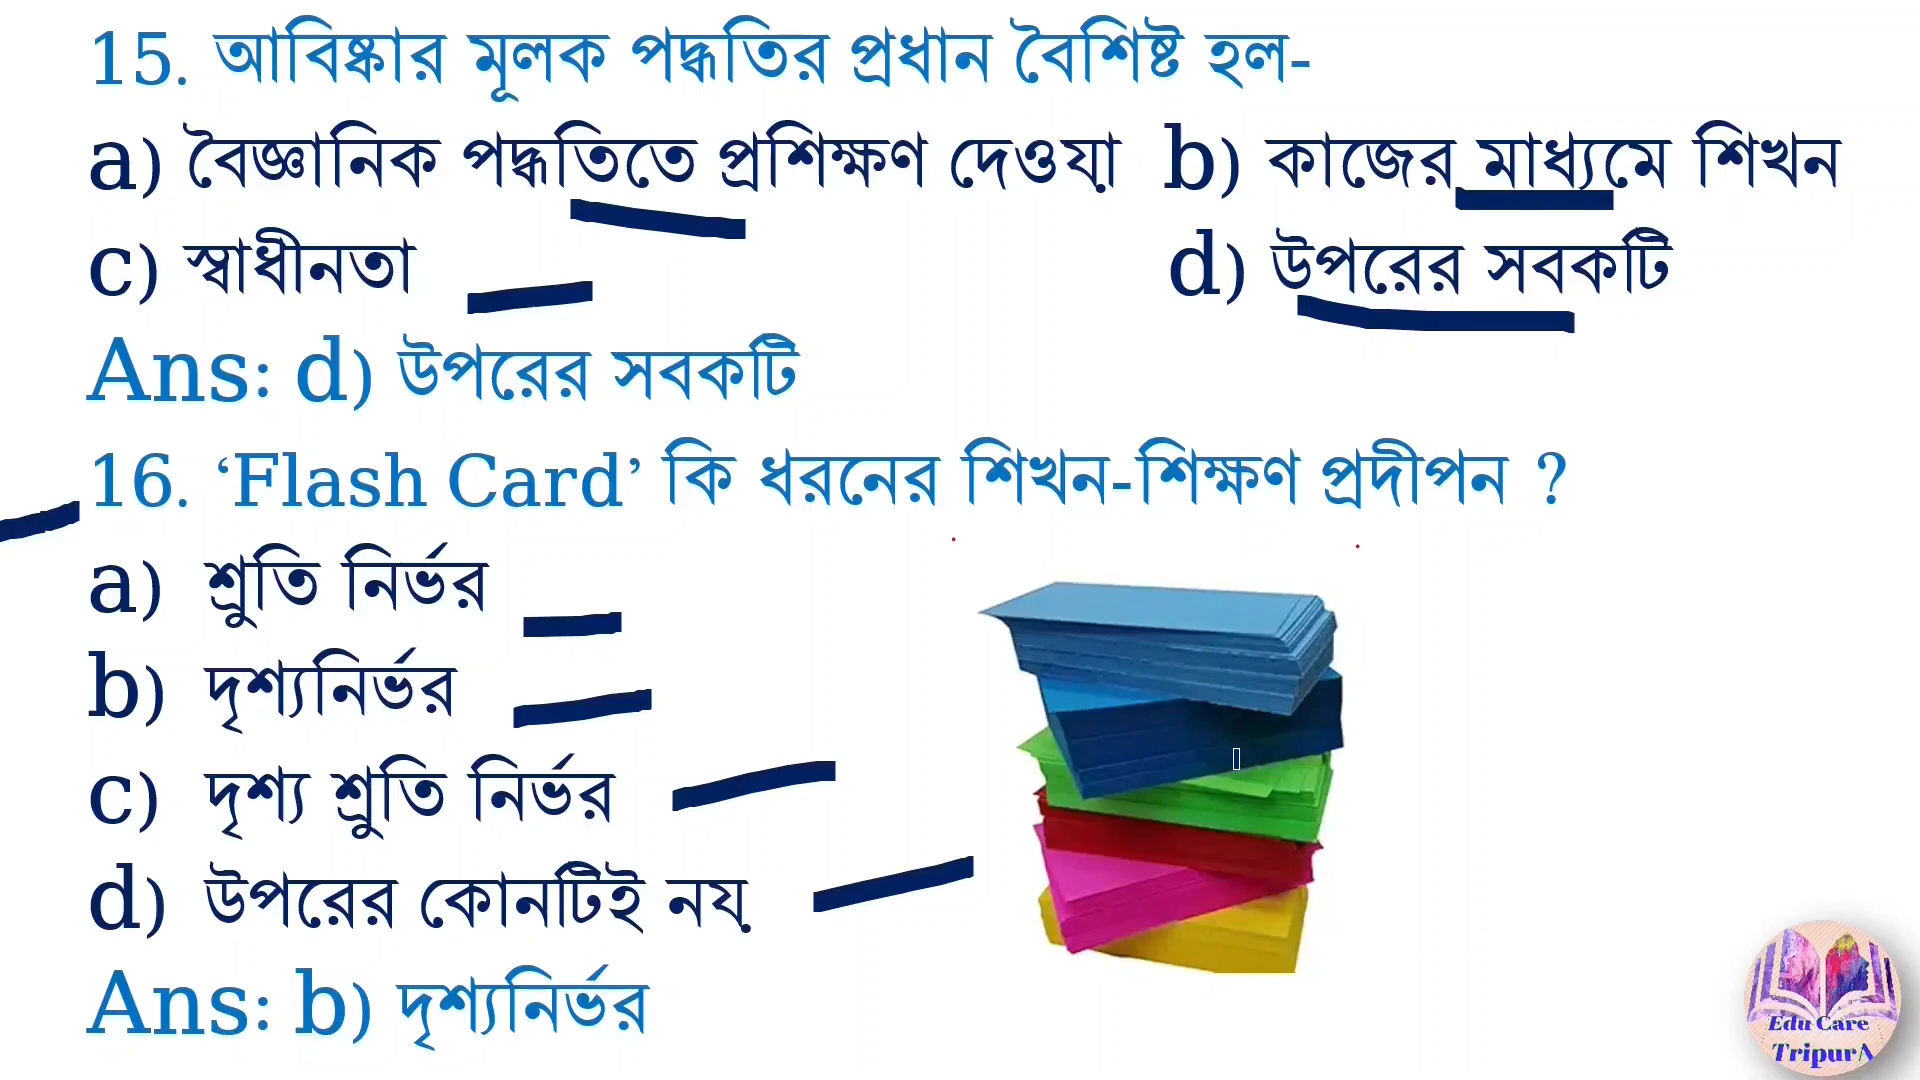 15. আবিষ্কার মূলক পদ্ধতির প্রধান বৈশিষ্ট হল-
a) বৈজ্ঞানিক পদ্ধতিতে প্রশিক্ষণ দেওয়া b) কাজের মাধ্যমে শিখন
c) স্বাধীনতা d) উপরের সবকটি
Ans: d) উপরের সবকটি
16. ‘Flash Card’ কি ধরনের শিখন-শিক্ষণ প্রদীপন ?
a) শ্রুতি নির্ভর
b) দৃশ্যনির্ভর
c) দৃশ্য শ্রুতি নির্ভর
d) উপরের কোনটিই নয়
Ans: b) দৃশ্যনির্ভর
Edu Care
TripurA